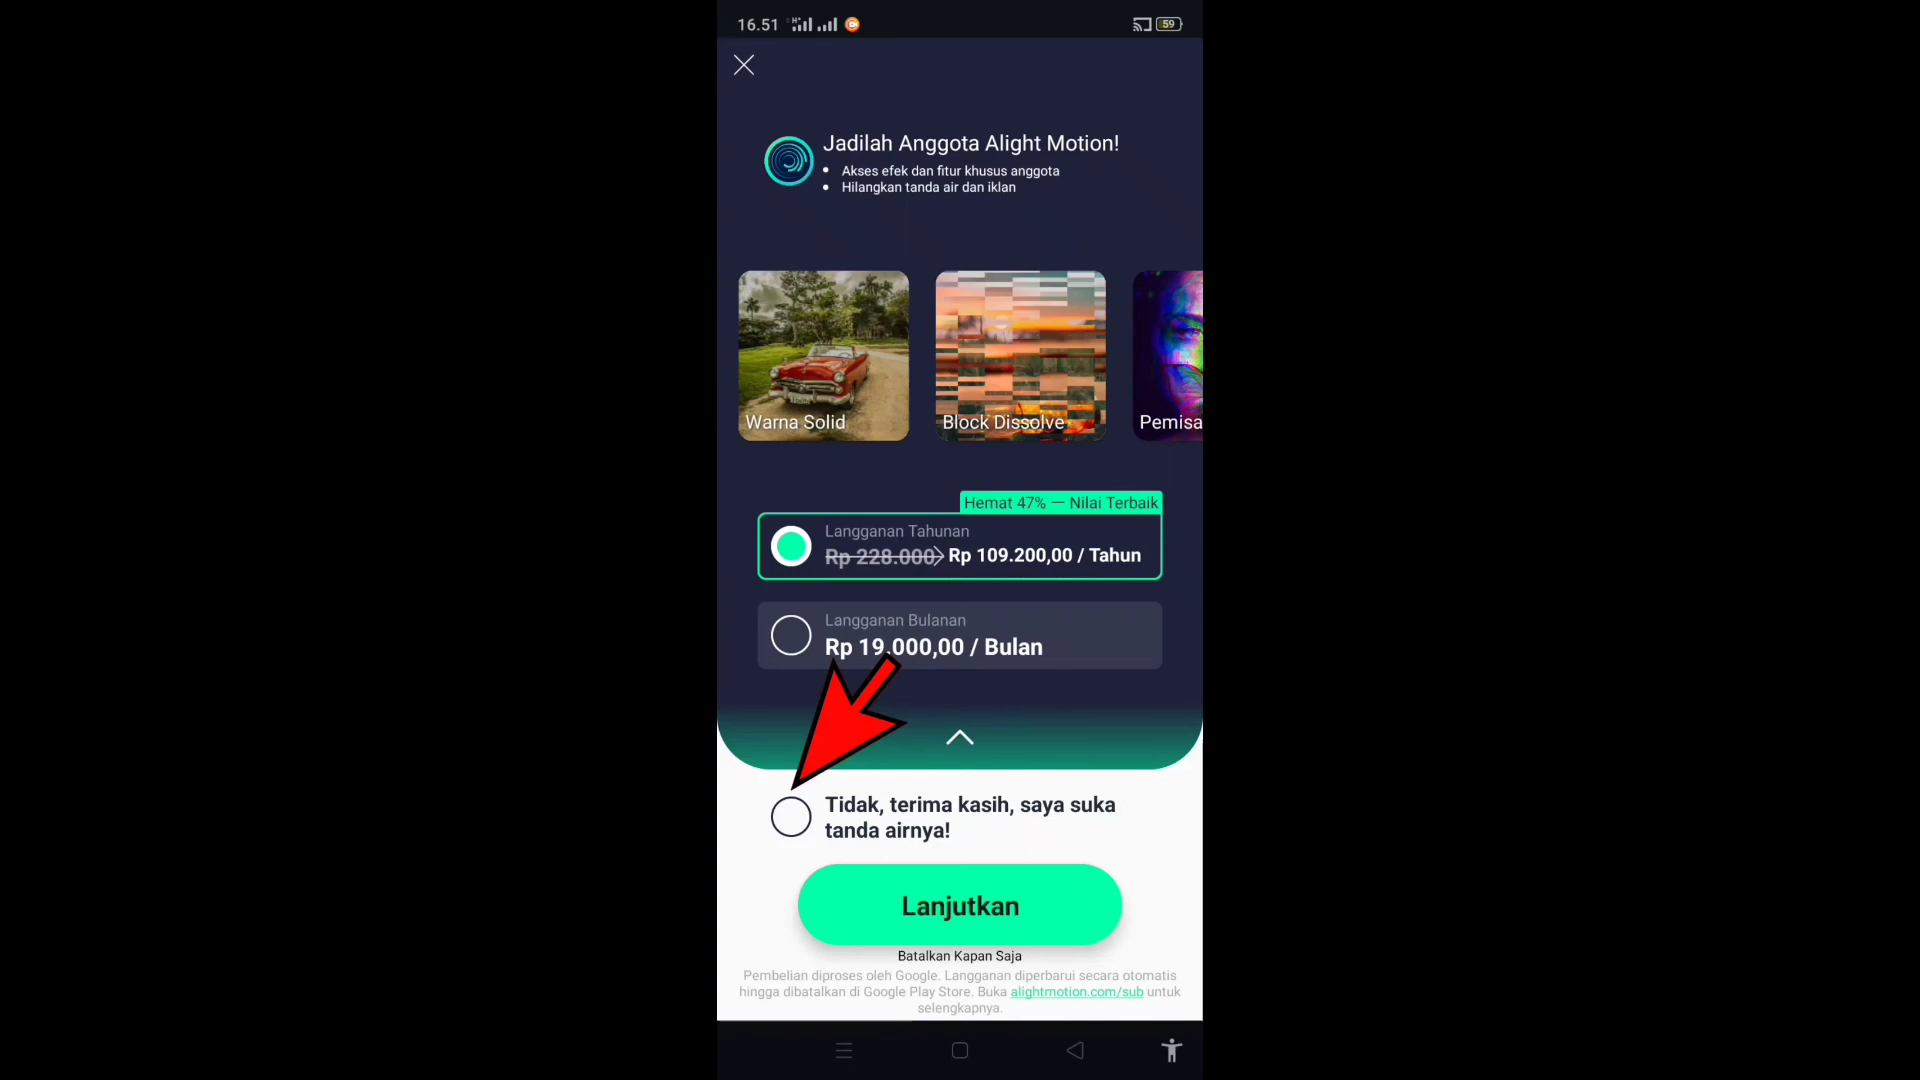 16.51
59
Jadilah Anggota Alight Motion!
• Akses efek dan fitur khusus anggota
• Hilangkan tanda air dan iklan
Warna Solid
Block Dissolve
Pemisa
Hemat 47% — Nilai Terbaik
Langganan Tahunan
Rp 228.000 Rp 109.200,00 / Tahun
Langganan Bulanan
Rp 19.000,00 / Bulan
Tidak, terima kasih, saya suka
tanda airnya!
Lanjutkan
Batalkan Kapan Saja
Pembelian diproses oleh Google. Langganan diperbarui secara otomatis
hingga dibatalkan di Google Play Store. Buka alightmotion.com/sub untuk
selengkapnya.